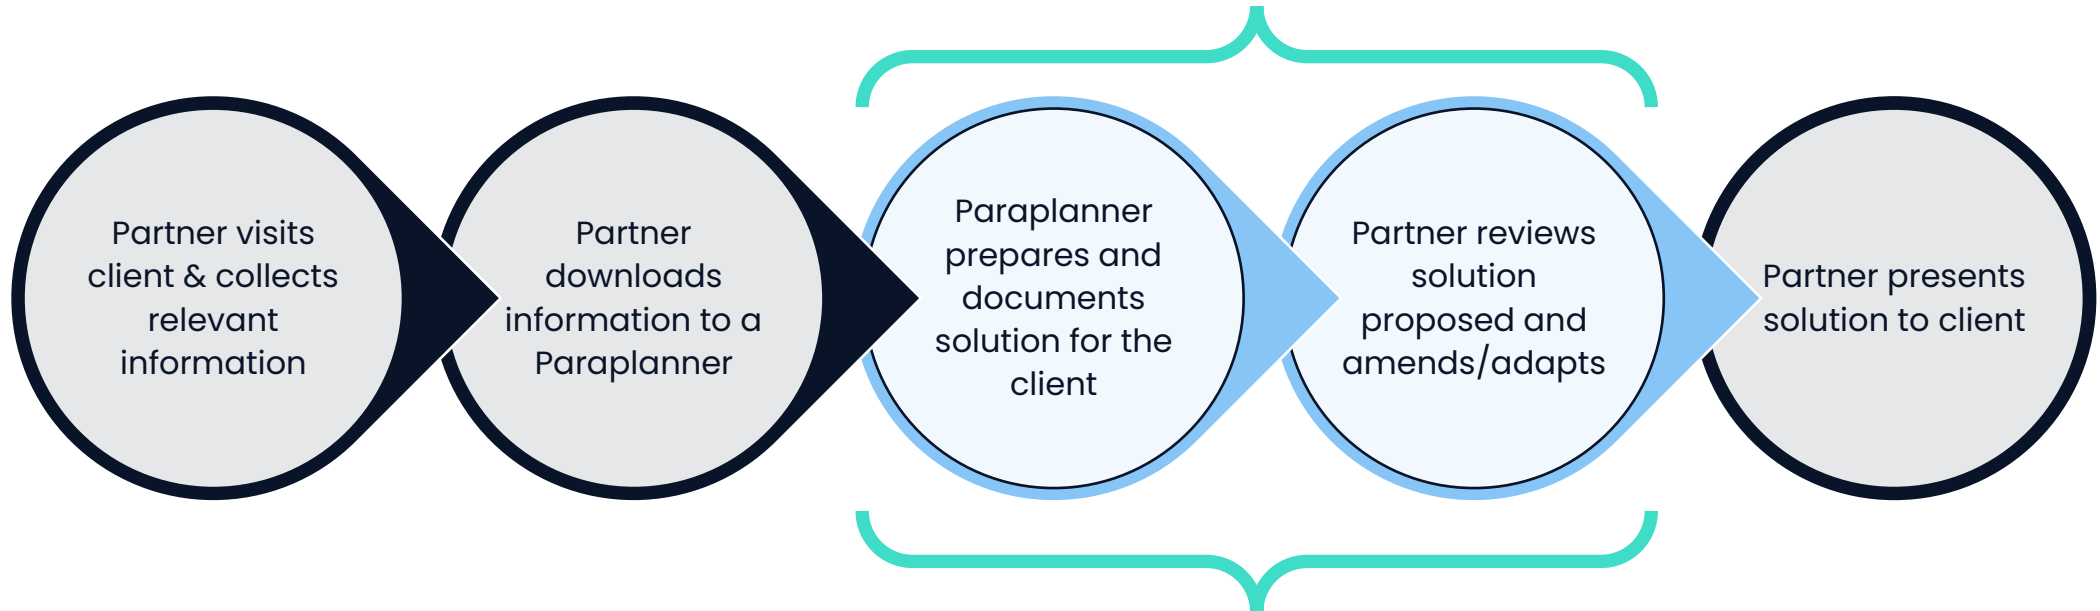 Partner visits
client & collects
relevant
information
Partner
downloads
information to a
Paraplanner
Paraplanner
prepares and
documents
solution for the
client
Partner reviews
solution
proposed and
amends/adapts
Partner presents
solution to client